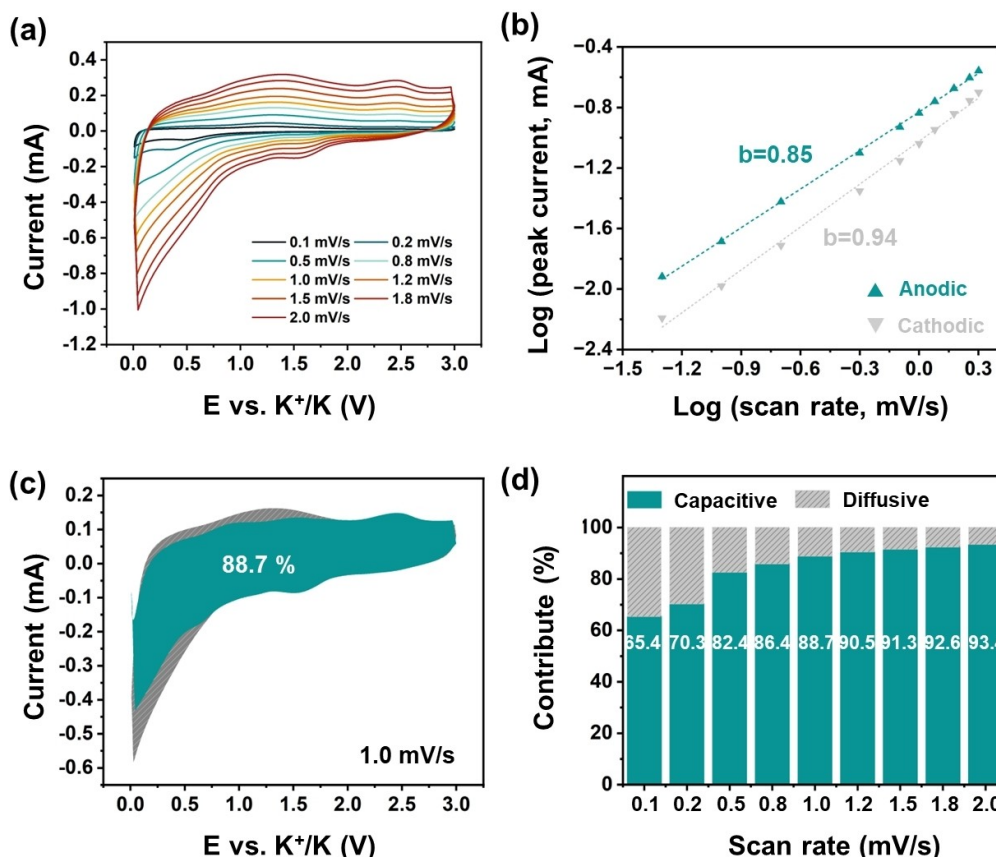 (a)
0.4
0.2
0.0
-0.2
-0.4
-0.6
-0.8
-1.0
-1.2
Current (mA)
0.1 mV/s 0.2 mV/s
0.5 mV/s 0.8 mV/s
1.0 mV/s 1.2 mV/s
1.5 mV/s 1.8 mV/s
2.0 mV/s
0.0 0.5 1.0 1.5 2.0 2.5 3.0
E vs. K⁺/K (V)
(b)
-0.4
-0.8
-1.2
-1.6
-2.0
-2.4
Log (peak current, mA)
b=0.85
b=0.94
Anodic
Cathodic
−1.5 −1.2 −0.9 −0.6 −0.3 0.0 0.3
Log (scan rate, mV/s)
(c)
0.2
0.1
0.0
-0.1
-0.2
-0.3
-0.4
-0.5
-0.6
Current (mA)
88.7 %
1.0 mV/s
0.0 0.5 1.0 1.5 2.0 2.5 3.0
E vs. K⁺/K (V)
(d)
Capacitive Diffusive
100
80
60
40
20
0
Contribute (%)
65.4 70.3 82.4 86.4 88.7 90.5 91.3 92.6 93.4
0.1 0.2 0.5 0.8 1.0 1.2 1.5 1.8 2.0
Scan rate (mV/s)